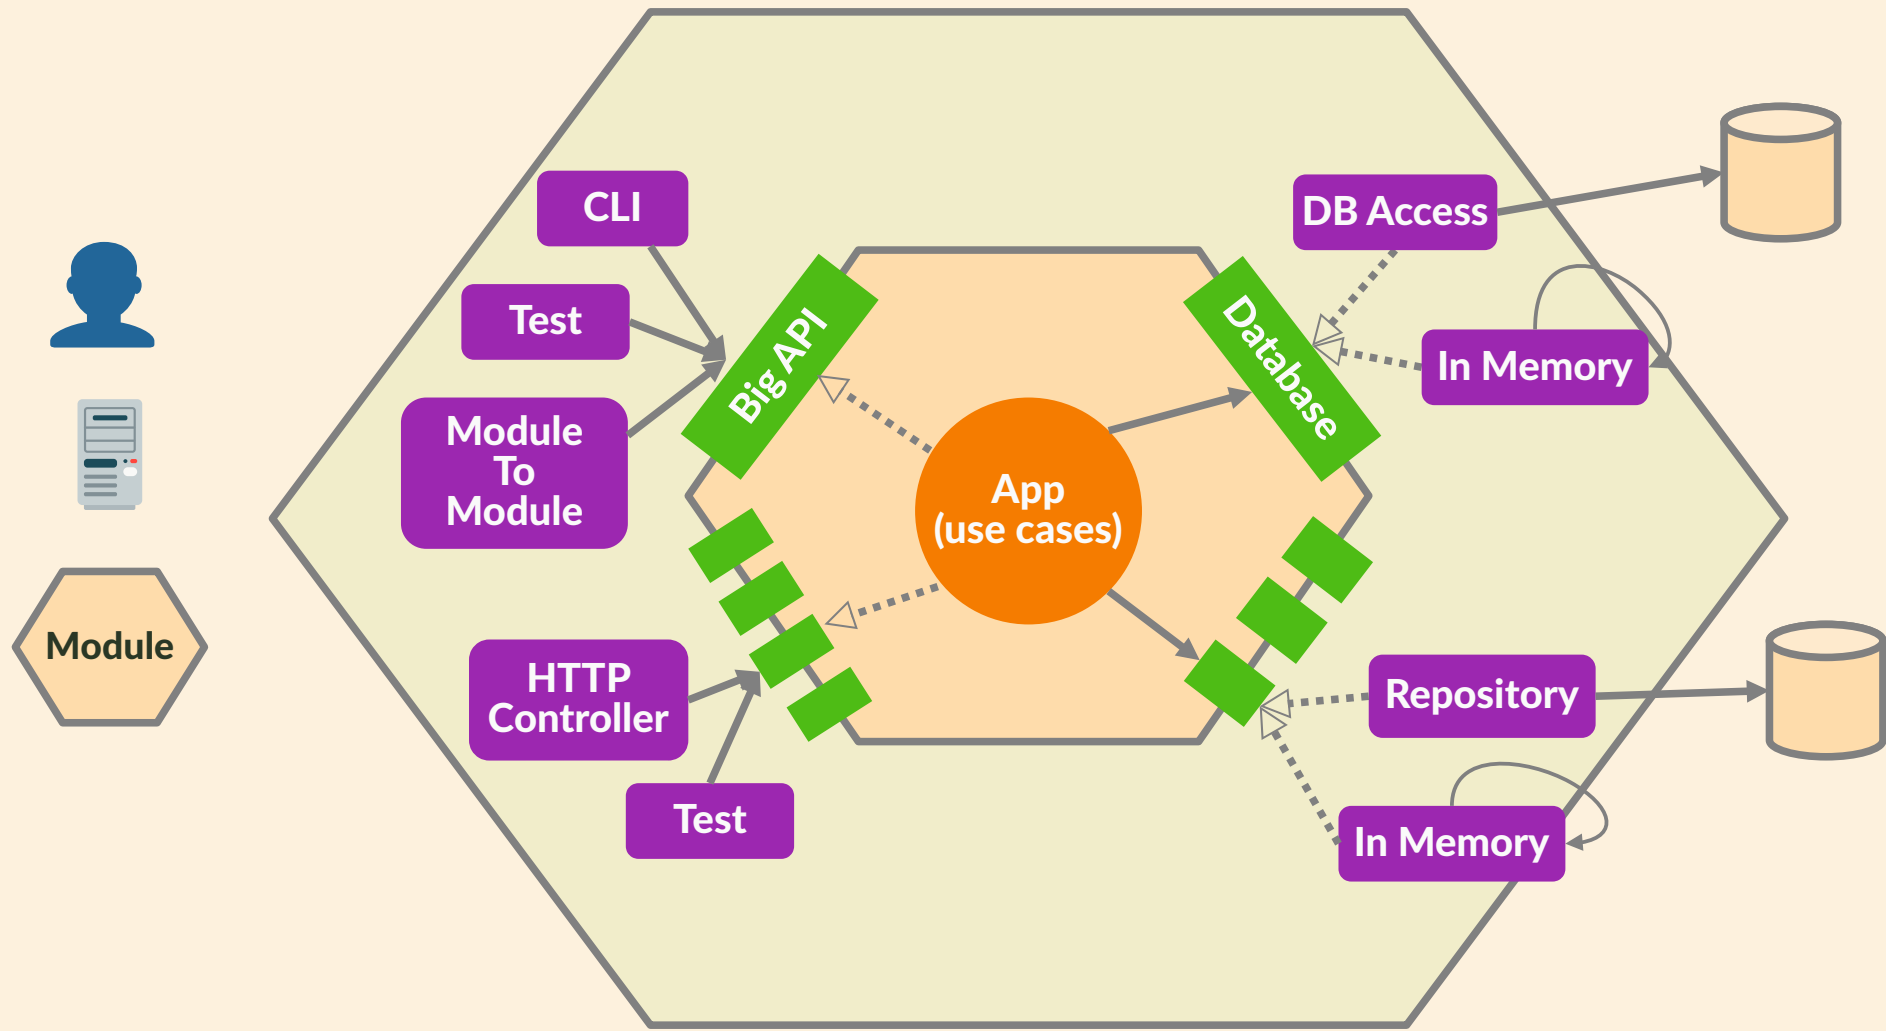 CLI
Test
Module
To
Module
Big API
Database
DB Access
In Memory
App
(use cases)
Module
HTTP
Controller
Test
Repository
In Memory